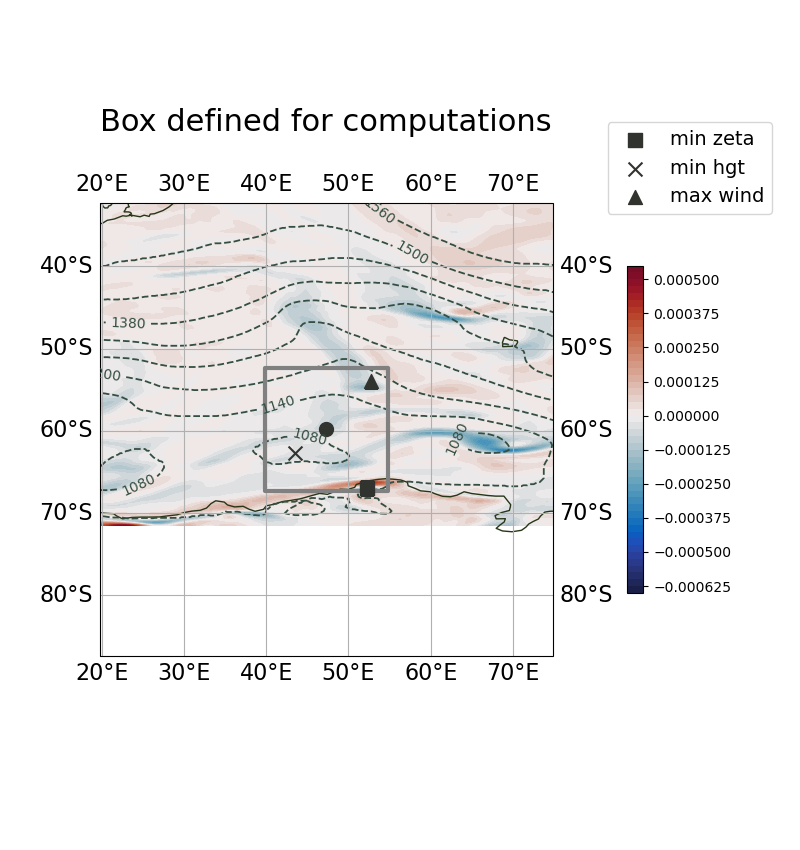 Box defined for computations
min zeta
min hgt
max wind
20°E 30°E 40°E 50°E 60°E 70°E
40°S 40°S
50°S 50°S
60°S 60°S
70°S 70°S
80°S 80°S
20°E 30°E 40°E 50°E 60°E 70°E
1560
1500
1380
00
1140
1080
1080
1080
0.000500
0.000375
0.000250
0.000125
0.000000
−0.000125
−0.000250
−0.000375
−0.000500
−0.000625